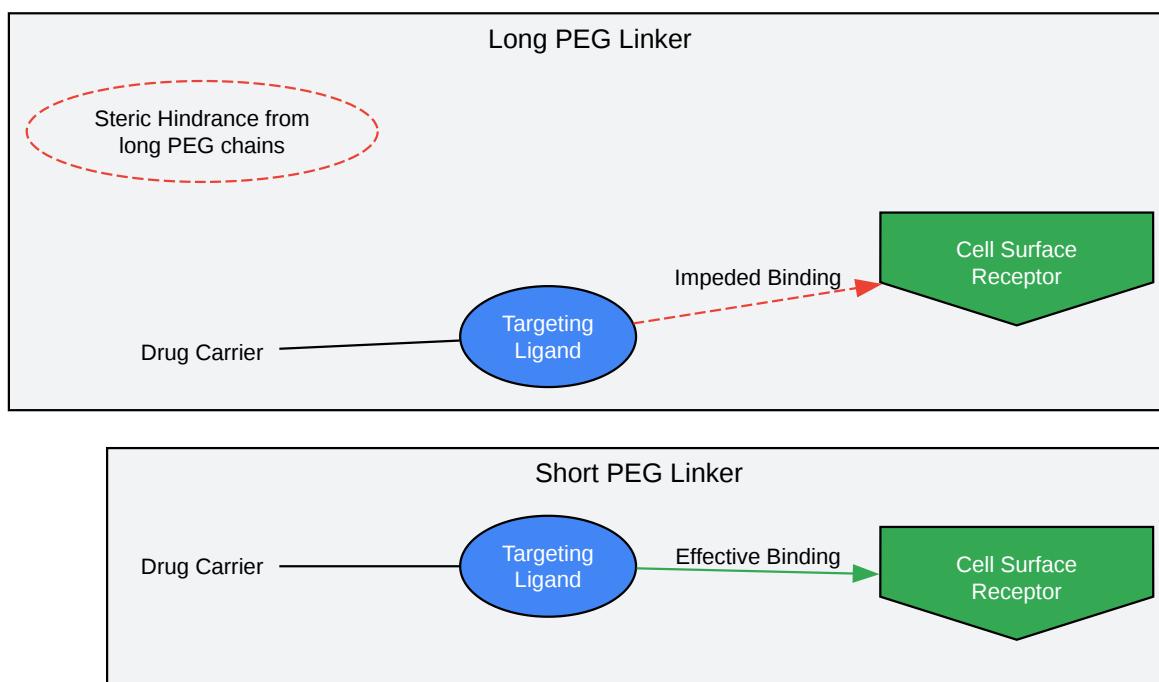 Long PEG Linker
Steric Hindrance from
long PEG chains
Cell Surface
Receptor
Impeded Binding
Targeting
Ligand
Drug Carrier
Short PEG Linker
Drug Carrier
Targeting
Ligand
Effective Binding
Cell Surface
Receptor